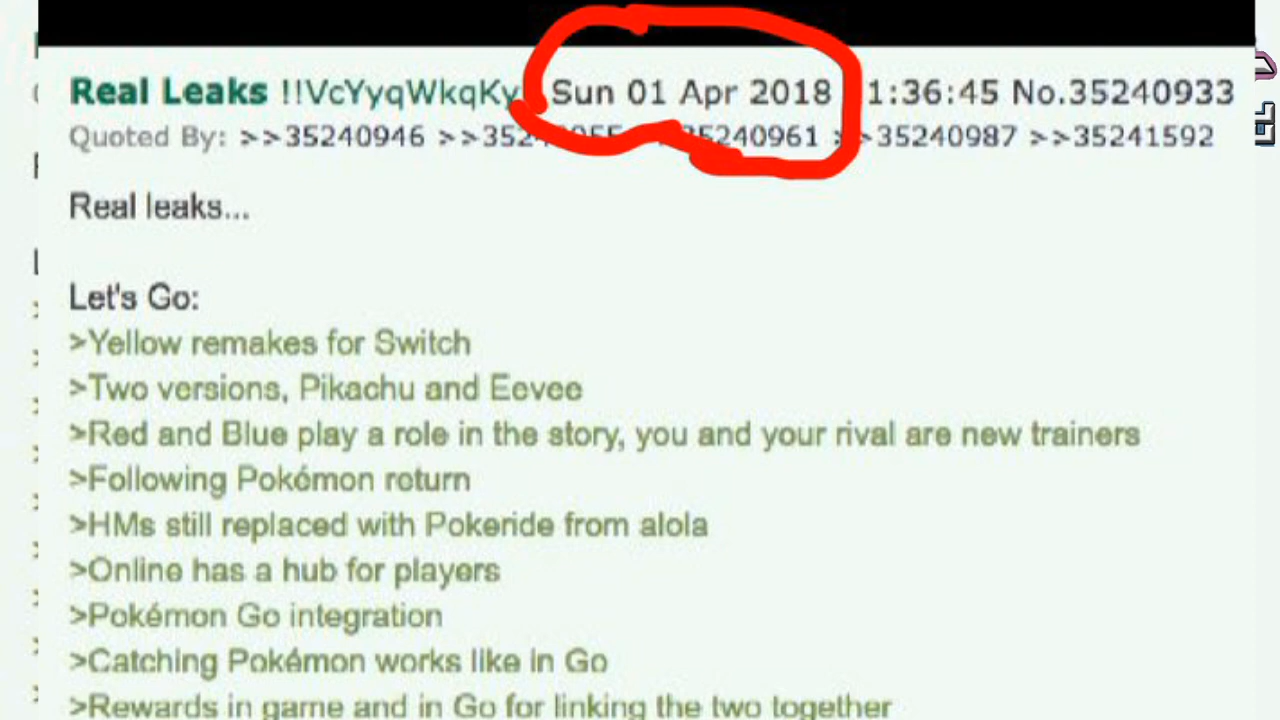 Real Leaks !!VcYyqWkqKy Sun 01 Apr 2018 1:36:45 No.35240933
Quoted By: >>35240946 >>35240961 >>35240987 >>35241592
Real leaks...
Let's Go:
>Yellow remakes for Switch
>Two versions, Pikachu and Eevee
>Red and Blue play a role in the story, you and your rival are new trainers
>Following Pokémon return
>HMs still replaced with Pokeride from alola
>Online has a hub for players
>Pokémon Go integration
>Catching Pokémon works like in Go
>Rewards in game and in Go for linking the two together